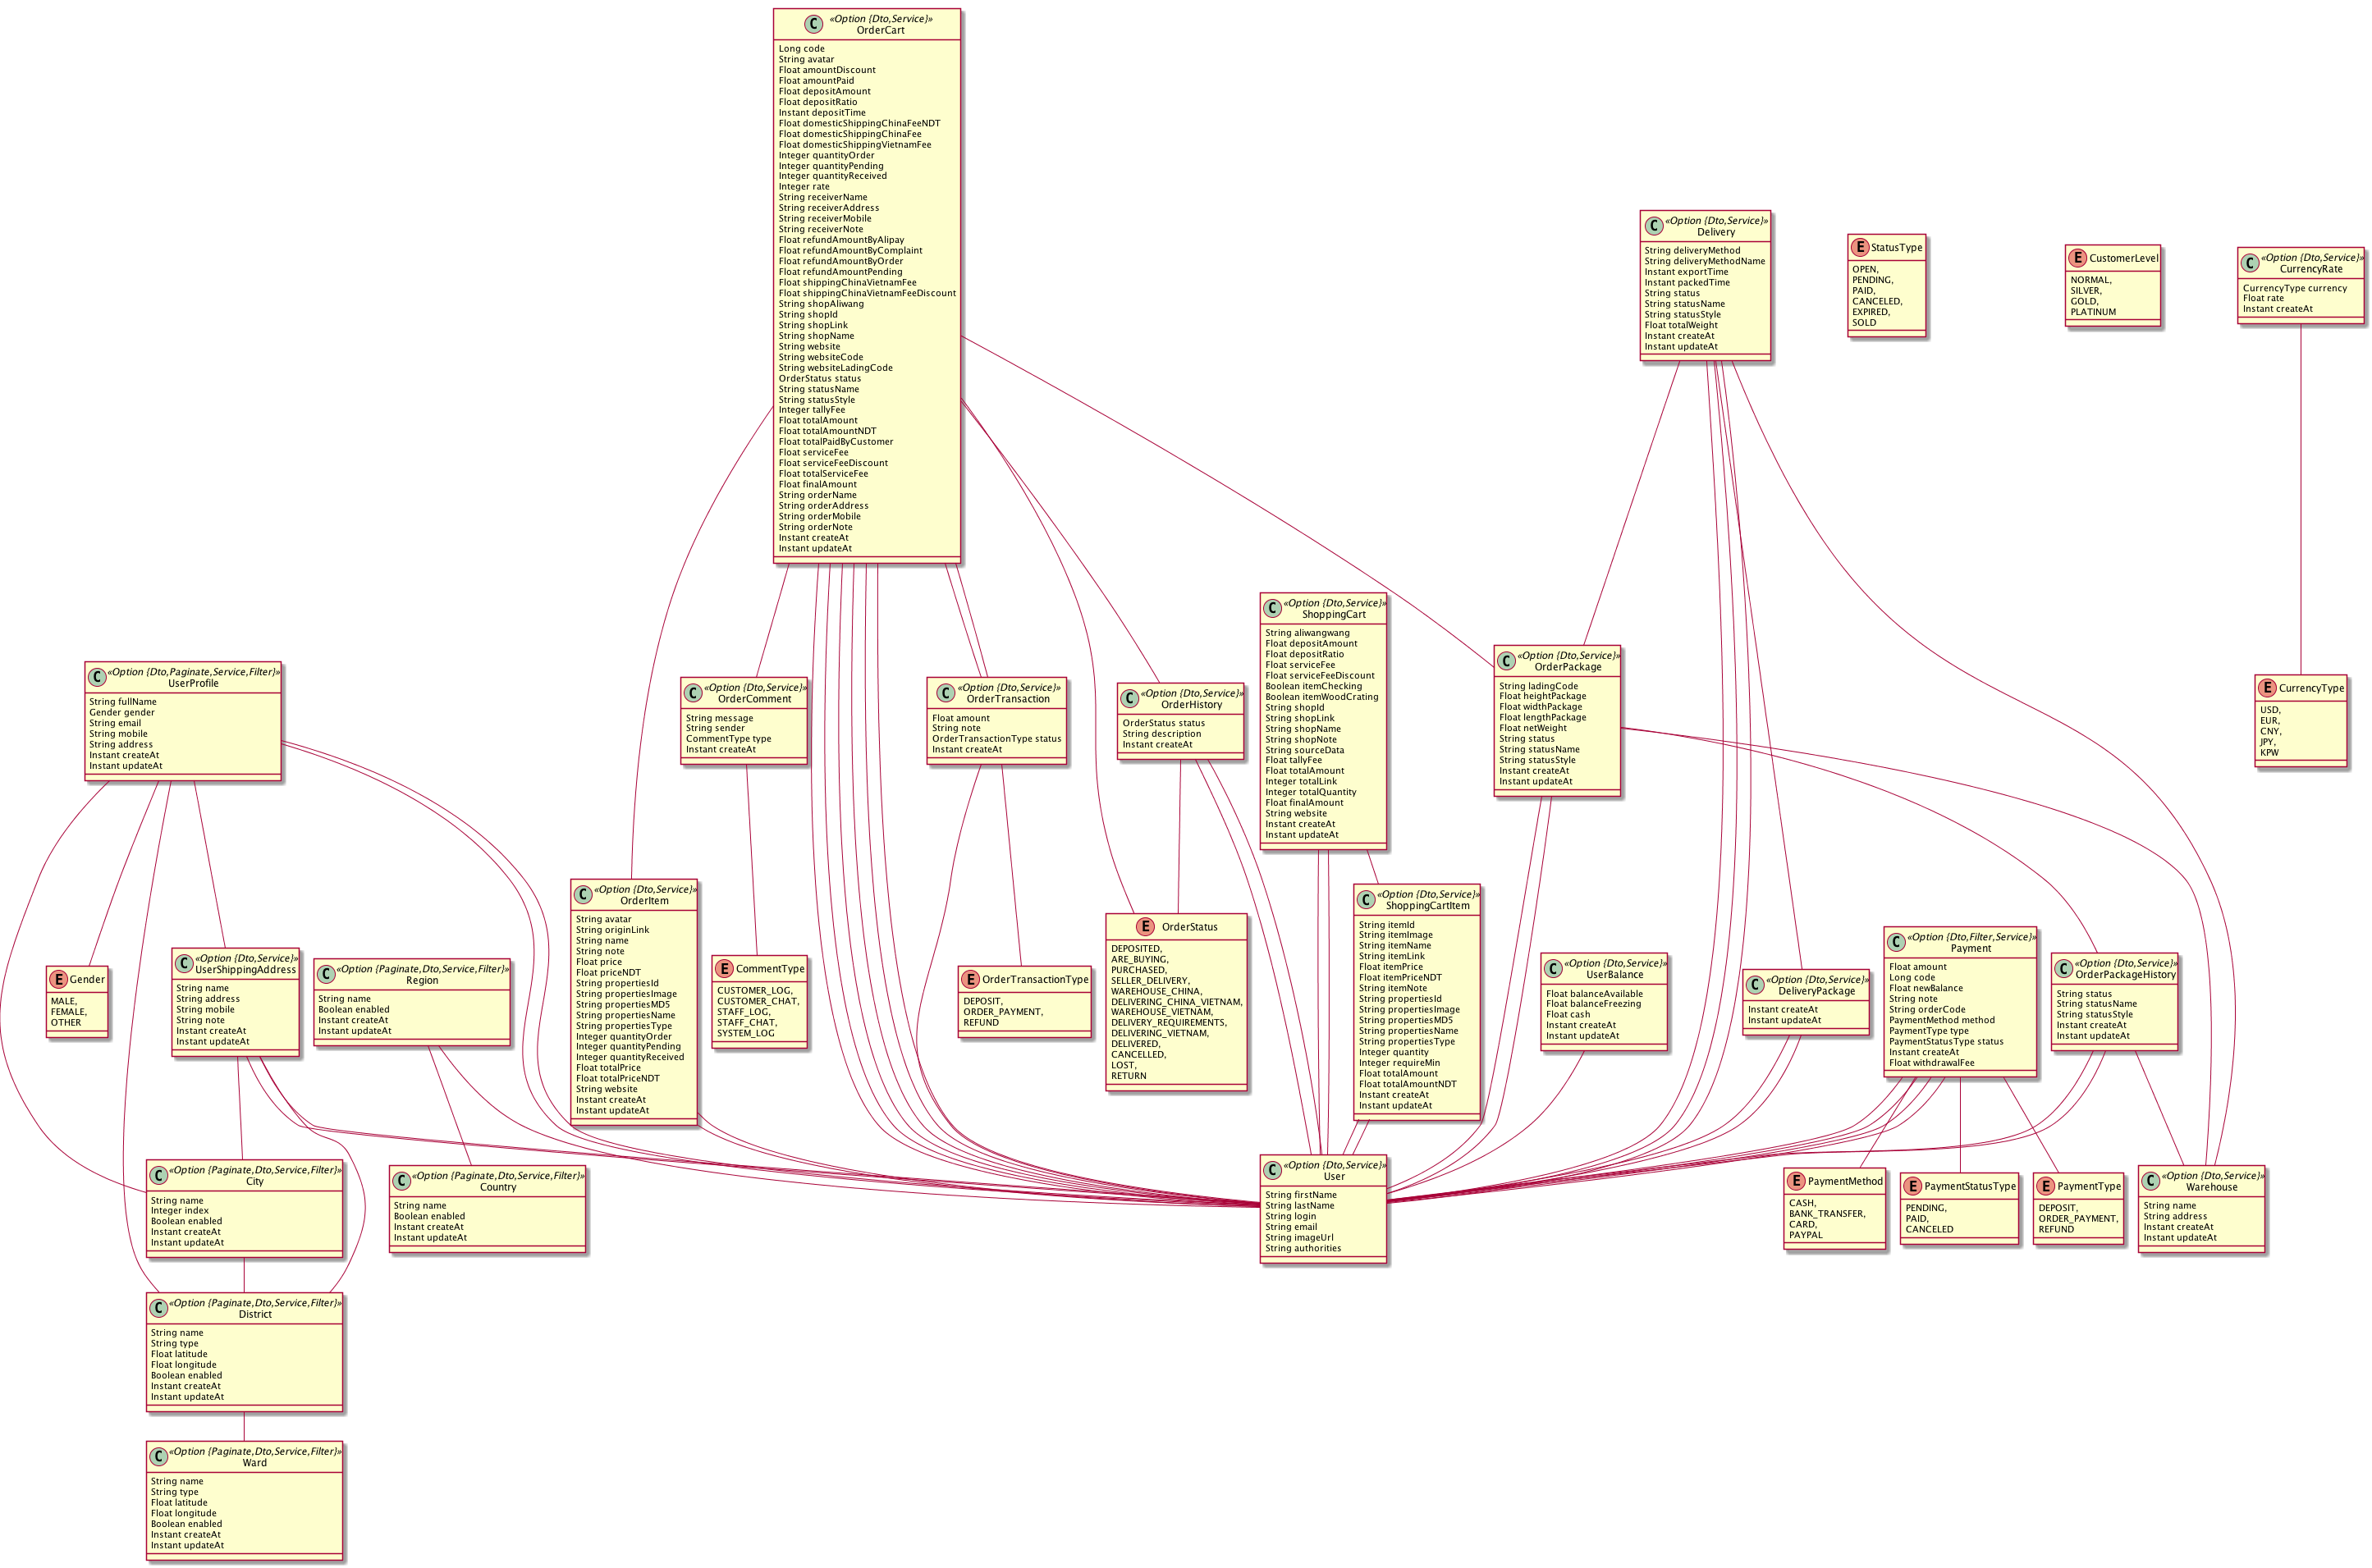 C «Option {Dto,Service}»
OrderCart
Long code
String avatar
Float amountDiscount
Float amountPaid
Float depositAmount
Float depositRatio
Instant depositTime
Float domesticShippingChinaFeeNDT
Float domesticShippingChinaFee
Float domesticShippingVietnamFee
Integer quantityOrder
Integer quantityPending
Integer quantityReceived
Integer rate
String receiverName
String receiverAddress
String receiverMobile
String receiverNote
Float refundAmountByAlipay
Float refundAmountByComplaint
Float refundAmountByOrder
Float refundAmountPending
Float shippingChinaVietnamFee
Float shippingChinaVietnamFeeDiscount
String shopAliwang
String shopId
String shopLink
String shopName
String website
String websiteCode
String websiteLadingCode
OrderStatus status
String statusName
String statusStyle
Integer tallyFee
Float totalAmount
Float totalAmountNDT
Float totalPaidByCustomer
Float serviceFee
Float serviceFeeDiscount
Float totalServiceFee
Float finalAmount
String orderName
String orderAddress
String orderMobile
String orderNote
Instant createAt
Instant updateAt
C «Option {Dto,Service}»
Delivery
String deliveryMethod
String deliveryMethodName
Instant exportTime
Instant packedTime
String status
String statusName
String statusStyle
Float totalWeight
Instant createAt
Instant updateAt
E StatusType
OPEN,
PENDING,
PAID,
CANCELED,
EXPIRED,
SOLD
E CustomerLevel
NORMAL,
SILVER,
GOLD,
PLATINUM
C «Option {Dto,Service}»
CurrencyRate
CurrencyType currency
Float rate
Instant createAt
C «Option {Dto,Paginate,Service,Filter}»
UserProfile
String fullName
Gender gender
String email
String mobile
String address
Instant createAt
Instant updateAt
C «Option {Dto,Service}»
OrderComment
String message
String sender
CommentType type
Instant createAt
C «Option {Dto,Service}»
OrderTransaction
Float amount
String note
OrderTransactionType status
Instant createAt
C «Option {Dto,Service}»
OrderHistory
OrderStatus status
String description
Instant createAt
C «Option {Dto,Service}»
ShoppingCart
String aliwangwang
Float depositAmount
Float depositRatio
Float serviceFee
Float serviceFeeDiscount
Boolean itemChecking
Boolean itemWoodCrating
String shopId
String shopLink
String shopName
String shopNote
String sourceData
Float tallyFee
Float totalAmount
Integer totalLink
Integer totalQuantity
Float finalAmount
String website
Instant createAt
Instant updateAt
C «Option {Dto,Service}»
OrderPackage
String ladingCode
Float heightPackage
Float widthPackage
Float lengthPackage
Float netWeight
String status
String statusName
String statusStyle
Instant createAt
Instant updateAt
E CurrencyType
USD,
EUR,
CNY,
JPY,
KPW
E Gender
MALE,
FEMALE,
OTHER
C «Option {Dto,Service}»
UserShippingAddress
String name
String address
String mobile
String note
Instant createAt
Instant updateAt
C «Option {Paginate,Dto,Service,Filter}»
Region
String name
Boolean enabled
Instant createAt
Instant updateAt
C «Option {Dto,Service}»
OrderItem
String avatar
String originLink
String name
String note
Float price
Float priceNDT
String propertiesId
String propertiesImage
String propertiesMD5
String propertiesName
String propertiesType
Integer quantityOrder
Integer quantityPending
Integer quantityReceived
Float totalPrice
Float totalPriceNDT
String website
Instant createAt
Instant updateAt
E CommentType
CUSTOMER_LOG,
CUSTOMER_CHAT,
STAFF_LOG,
STAFF_CHAT,
SYSTEM_LOG
E OrderTransactionType
DEPOSIT,
ORDER_PAYMENT,
REFUND
E OrderStatus
DEPOSITED,
ARE_BUYING,
PURCHASED,
SELLER_DELIVERY,
WAREHOUSE_CHINA,
DELIVERING_CHINA_VIETNAM,
WAREHOUSE_VIETNAM,
DELIVERY_REQUIREMENTS,
DELIVERING_VIETNAM,
DELIVERED,
CANCELLED,
LOST,
RETURN
C «Option {Dto,Service}»
ShoppingCartItem
String itemId
String itemImage
String itemName
String itemLink
Float itemPrice
Float itemPriceNDT
String itemNote
String propertiesId
String propertiesImage
String propertiesMD5
String propertiesName
String propertiesType
Integer quantity
Integer requireMin
Float totalAmount
Float totalAmountNDT
Instant createAt
Instant updateAt
C «Option {Dto,Service}»
UserBalance
Float balanceAvailable
Float balanceFreezing
Float cash
Instant createAt
Instant updateAt
C «Option {Dto,Service}»
DeliveryPackage
Instant createAt
Instant updateAt
C «Option {Dto,Filter,Service}»
Payment
Float amount
Long code
Float newBalance
String note
String orderCode
PaymentMethod method
PaymentType type
PaymentStatusType status
Instant createAt
Float withdrawalFee
C «Option {Dto,Service}»
OrderPackageHistory
String status
String statusName
String statusStyle
Instant createAt
Instant updateAt
C «Option {Paginate,Dto,Service,Filter}»
City
String name
Integer index
Boolean enabled
Instant createAt
Instant updateAt
C «Option {Paginate,Dto,Service,Filter}»
Country
String name
Boolean enabled
Instant createAt
Instant updateAt
C «Option {Dto,Service}»
User
String firstName
String lastName
String login
String email
String imageUrl
String authorities
E PaymentMethod
CASH,
BANK_TRANSFER,
CARD,
PAYPAL
E PaymentStatusType
PENDING,
PAID,
CANCELED
E PaymentType
DEPOSIT,
ORDER_PAYMENT,
REFUND
C «Option {Dto,Service}»
Warehouse
String name
String address
Instant createAt
Instant updateAt
C «Option {Paginate,Dto,Service,Filter}»
District
String name
String type
Float latitude
Float longitude
Boolean enabled
Instant createAt
Instant updateAt
C «Option {Paginate,Dto,Service,Filter}»
Ward
String name
String type
Float latitude
Float longitude
Boolean enabled
Instant createAt
Instant updateAt